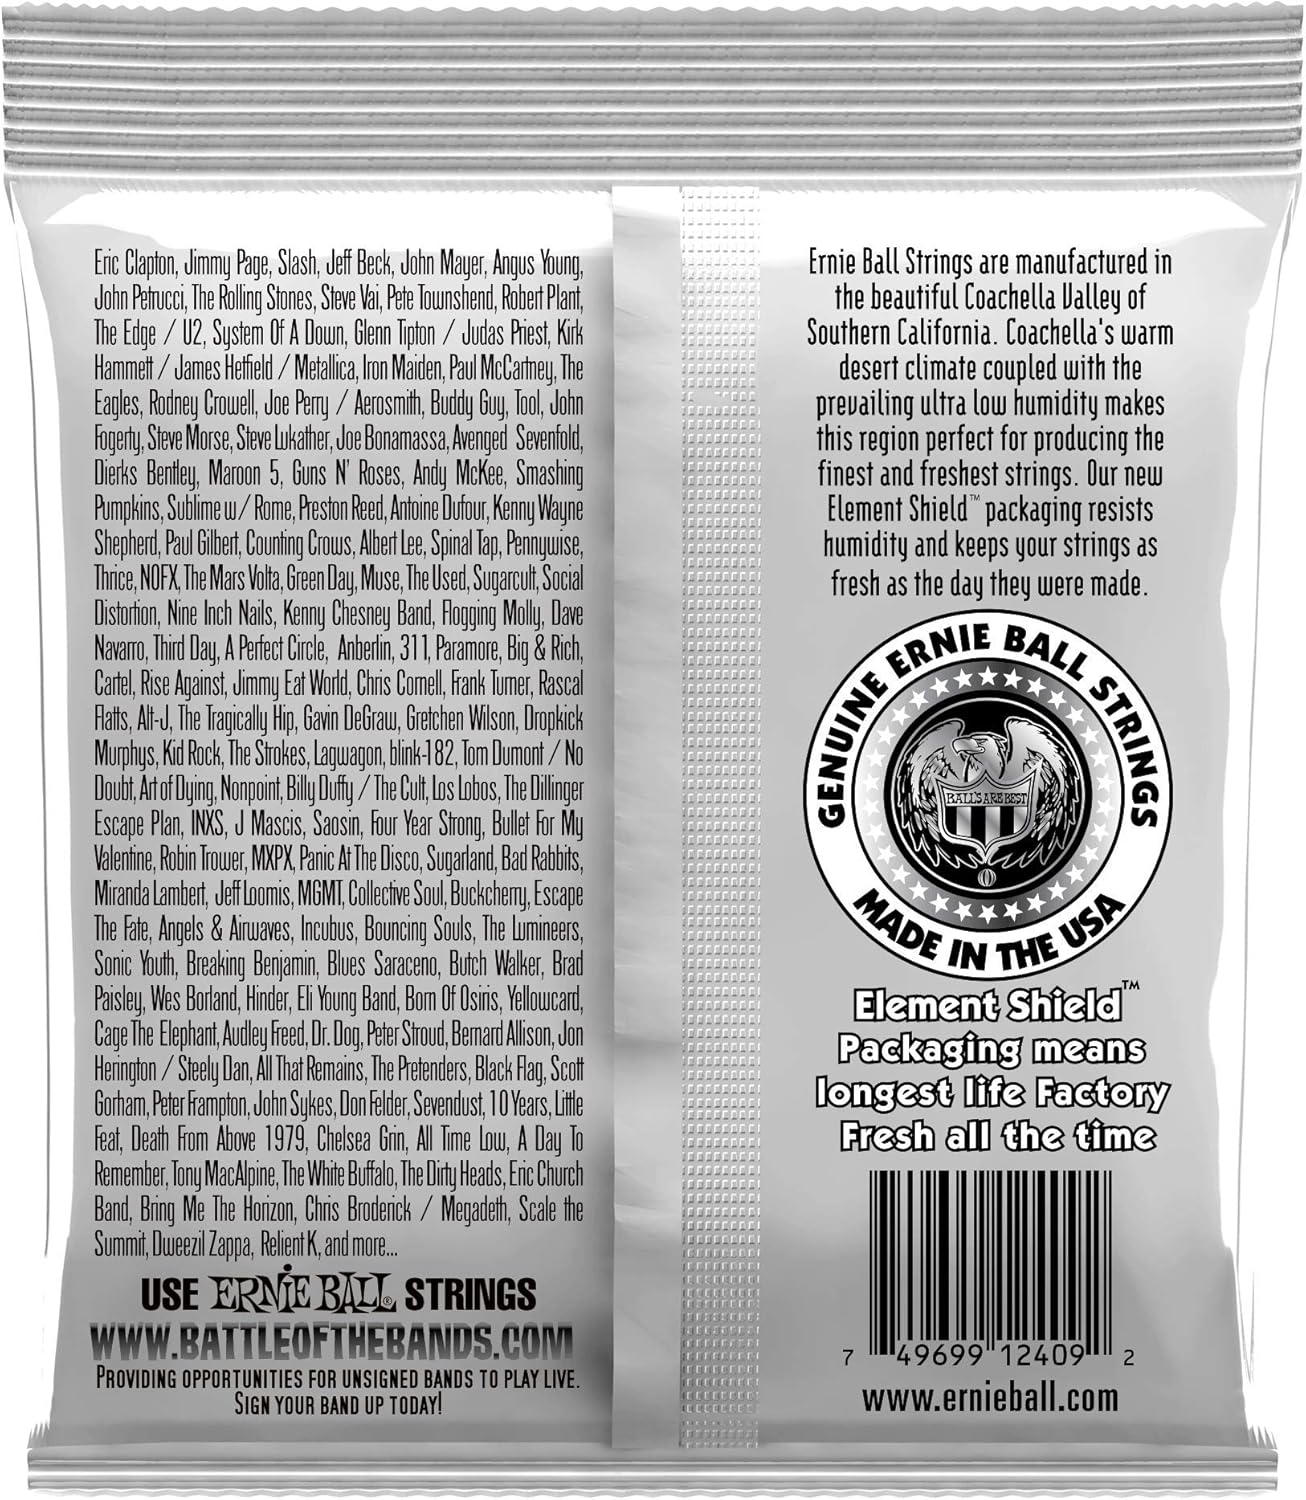 Eric Clapton, Jimmy Page, Slash, Jeff Beck, John Mayer, Angus Young,
John Petrucci, The Rolling Stones, Steve Vai, Pete Townshend, Robert Plant,
The Edge / U2, System Of A Down, Glenn Tipton / Judas Priest, Kirk
Hammett / James Hetfield / Metallica, Iron Maiden, Paul McCartney, The
Eagles, Rodney Crowell, Joe Perry / Aerosmith, Buddy Guy, Tool, John
Fogerty, Steve Morse, Steve Lukather, Joe Bonamassa, Avenged Sevenfold,
Dierks Bentley, Maroon 5, Guns N' Roses, Andy McKee, Smashing
Pumpkins, Sublime w/ Rome, Preston Reed, Antoine Dufour, Kenny Wayne
Shepherd, Paul Gilbert, Counting Crows, Albert Lee, Spinal Tap, Pennywise,
Thrice, NOFX, The Mars Volta, Green Day, Muse, The Used, Sugarcult, Social
Distortion, Nine Inch Nails, Kenny Chesney Band, Flogging Molly, Dave
Navarro, Third Day, A Perfect Circle, Anberlin, 311, Paramore, Big & Rich,
Cartel, Rise Against, Jimmy Eat World, Chris Cornell, Frank Turner, Rascal
Flatts, Alt-J, The Tragically Hip, Gavin DeGraw, Gretchen Wilson, Dropkick
Murphys, Kid Rock, The Strokes, Lagwagon, blink-182, Tom Dumont / No
Doubt, Art of Dying, Nonpoint, Billy Duffy / The Cult, Los Lobos, The Dillinger
Escape Plan, INXS, J Mascis, Saosin, Four Year Strong, Bullet For My
Valentine, Robin Trower, MXPX, Panic At The Disco, Sugarland, Bad Rabbits,
Miranda Lambert, Jeff Loomis, MGMT, Collective Soul, Buckcherry, Escape
The Fate, Angels & Airwaves, Incubus, Bouncing Souls, The Lumineers,
Sonic Youth, Breaking Benjamin, Blues Saraceno, Butch Walker, Brad
Paisley, Wes Borland, Hinder, Eli Young Band, Born Of Osiris, Yellowcard,
Cage The Elephant, Audley Freed, Dr. Dog, Peter Stroud, Bernard Allison, Jon
Herington / Steely Dan, All That Remains, The Pretenders, Black Flag, Scott
Gorham, Peter Frampton, John Sykes, Don Felder, Sevendust, 10 Years, Little
Feat, Death From Above 1979, Chelsea Grin, All Time Low, A Day To
Remember, Tony MacAlpine, The White Buffalo, The Dirty Heads, Eric Church
Band, Bring Me The Horizon, Chris Broderick / Megadeth, Scale the
Summit, Dweezil Zappa, Relient K, and more...
USE ERNIE BALL® STRINGS
WWW.BATTLEOFTHEBANDS.COM
PROVIDING OPPORTUNITIES FOR UNSIGNED BANDS TO PLAY LIVE.
SIGN YOUR BAND UP TODAY!
Ernie Ball Strings are manufactured in
the beautiful Coachella Valley of
Southern California. Coachella's warm
desert climate coupled with the
prevailing ultra low humidity makes
this region perfect for producing the
finest and freshest strings. Our new
Element Shield™ packaging resists
humidity and keeps your strings as
fresh as the day they were made.
GENUINE ERNIE BALL STRINGS
BALL'S ARE BEST
MADE IN THE USA
Element Shield™
Packaging means
longest life Factory
Fresh all the time
7 49699 12409 2
www.ernieball.com